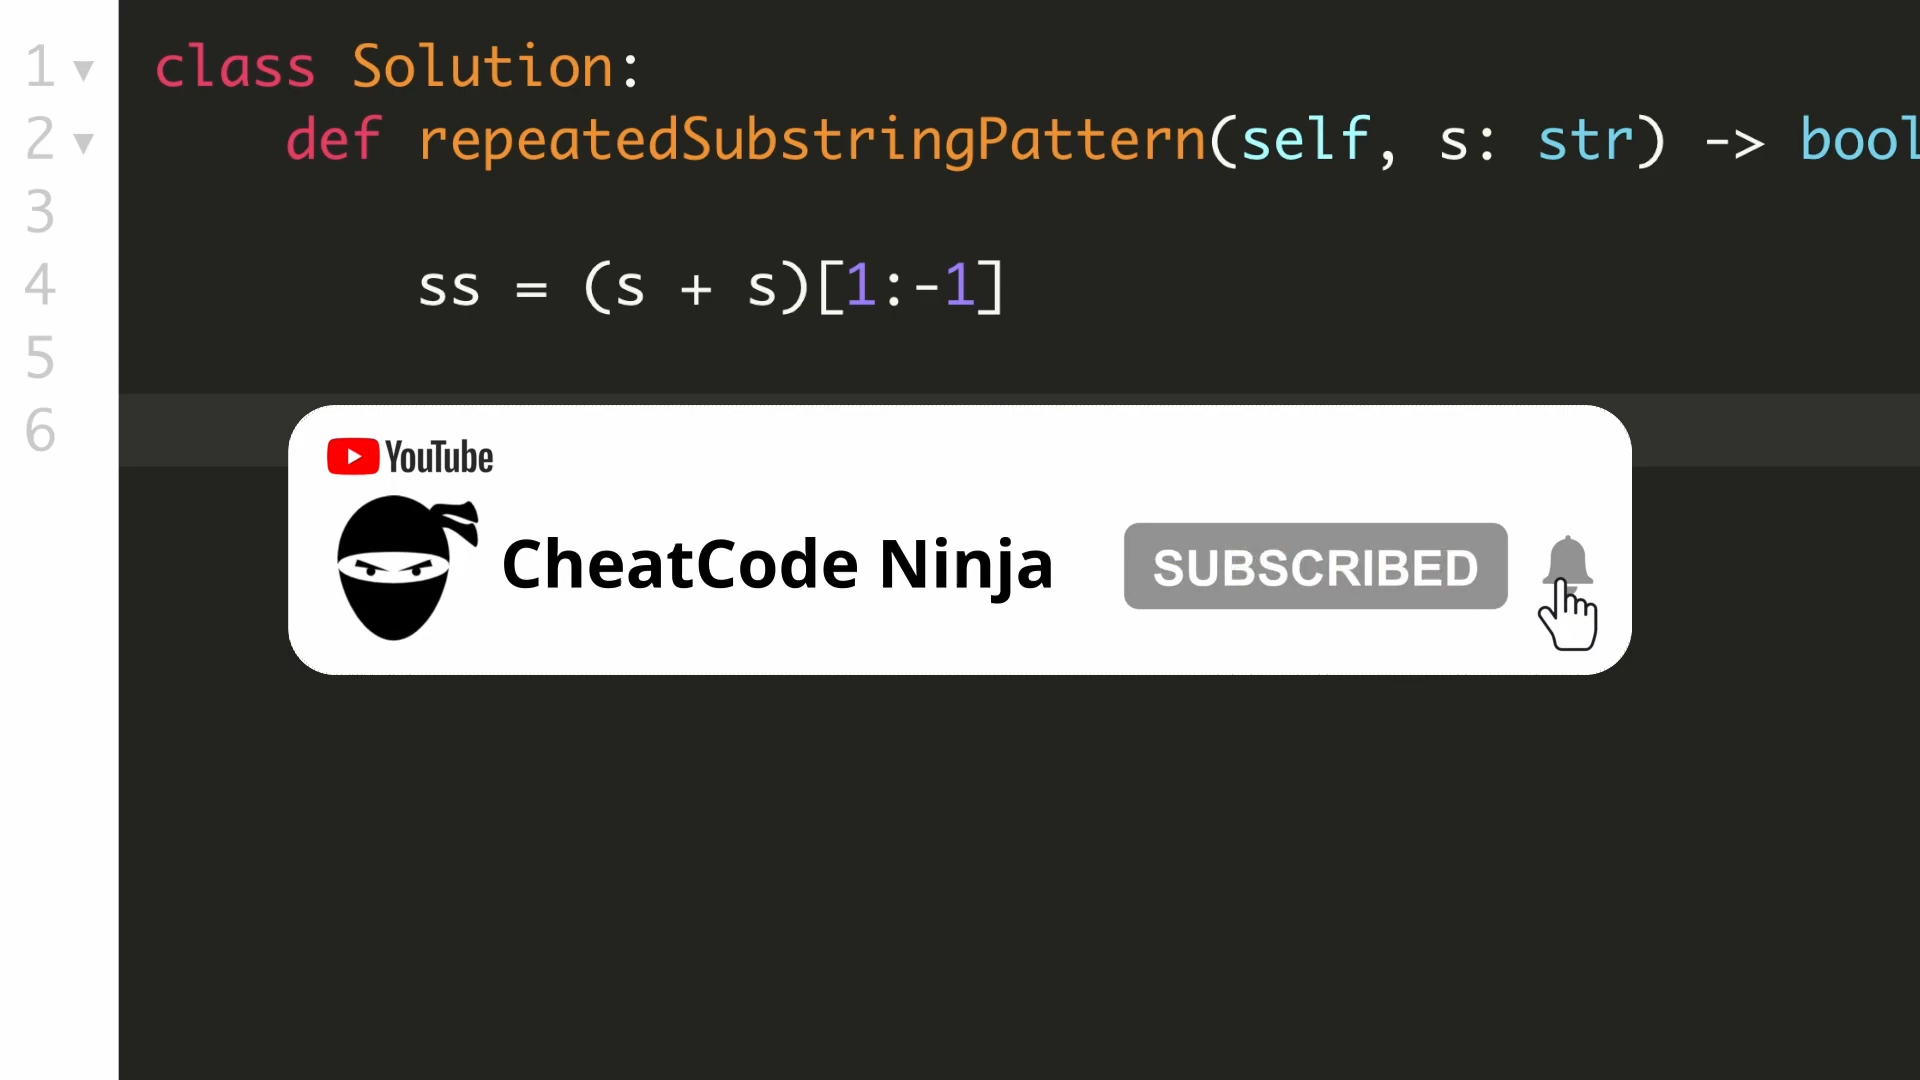 1 class Solution:
2 def repeatedSubstringPattern(self, s: str) -> bool
3
4 ss = (s + s)[1:-1]
5
6
YouTube
CheatCode Ninja
SUBSCRIBED